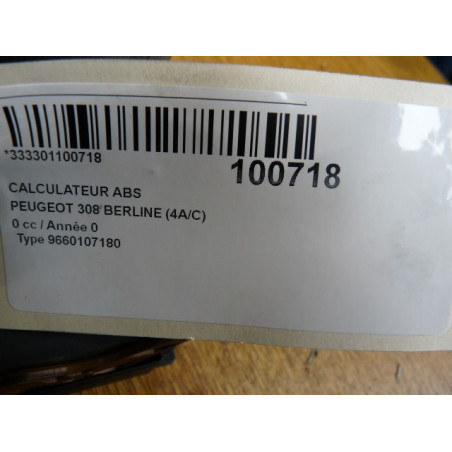 *333301100718
100718
CALCULATEUR ABS
PEUGEOT 308 BERLINE (4A/C)
0 cc / Année 0
Type 9660107180